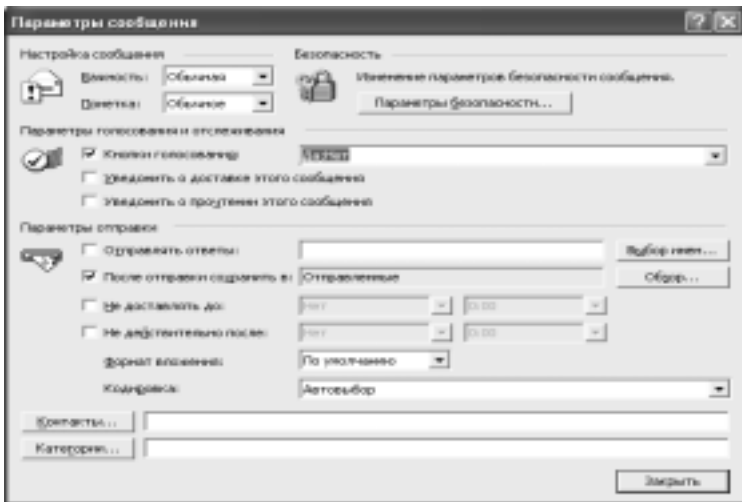 Параметры сообщения
Настройка сообщения Безопасность
Важность: Обычная Изменение параметров безопасности сообщения.
Пометка: Обычное Параметры безопасности...
Параметры голосования и отслеживания
Кнопки голосования: Да;Нет
Уведомить о доставке этого сообщения
Уведомить о прочтении этого сообщения
Параметры отправки
Отправлять ответы: Выбор имен...
После отправки сохранить в: Отправленные Обзор...
Не доставлять до: Нет 0:00
Не действительно после: Нет 0:00
Формат вложения: По умолчанию
Кодировка: Автовыбор
Контакты...
Категории...
Закрыть